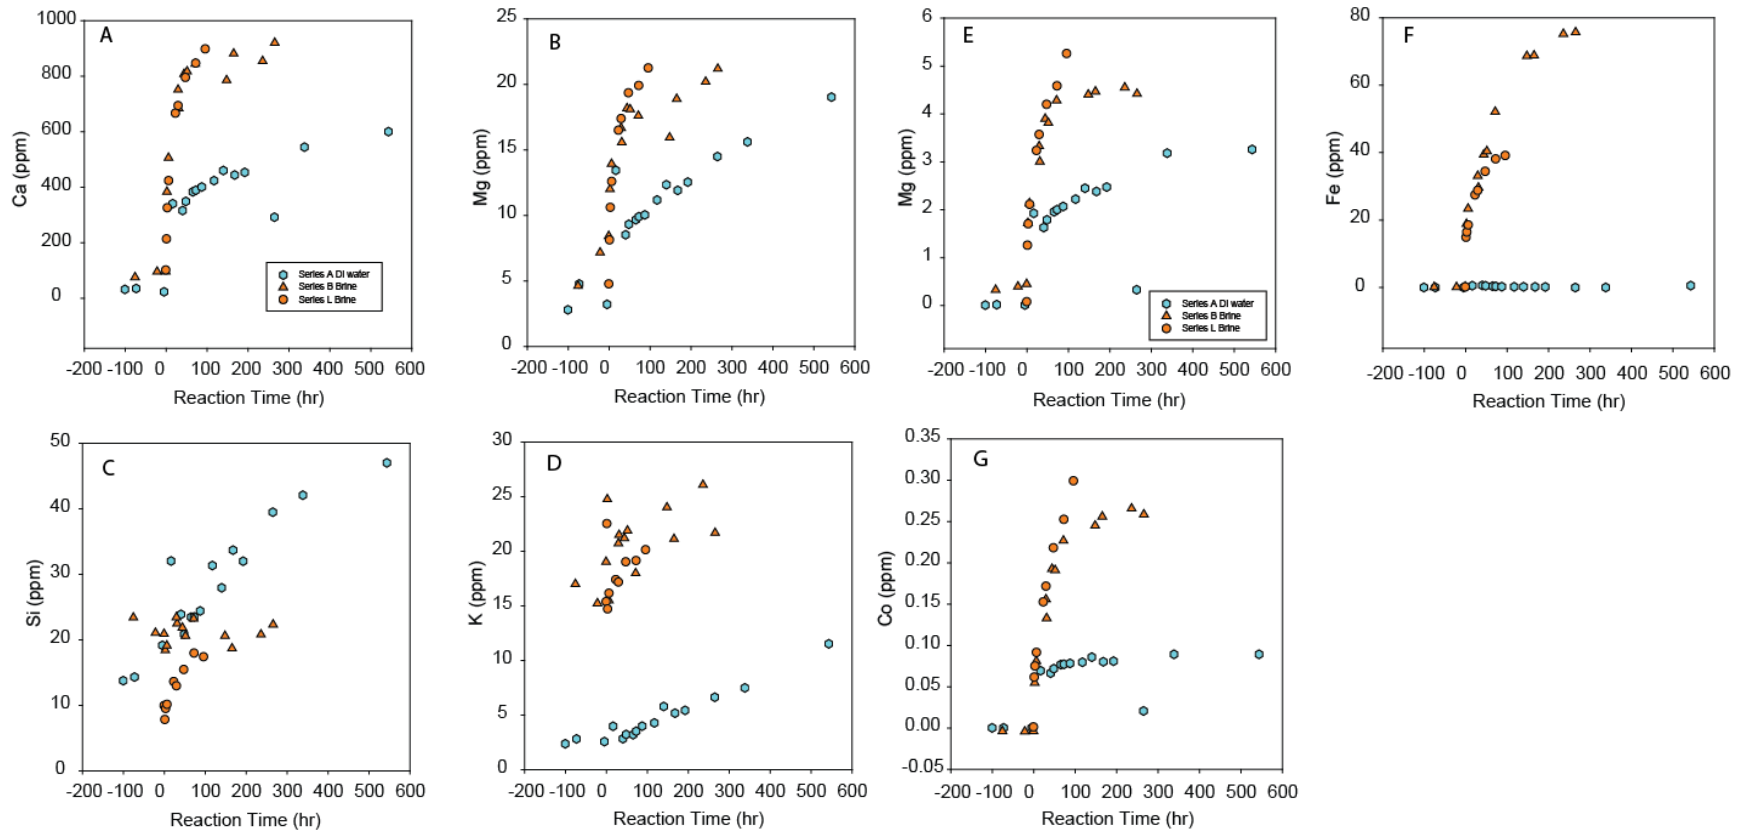 A
1000
800
600
400
200
0
Ca (ppm)
-200 -100 0 100 200 300 400 500 600
Reaction Time (hr)
Series A DI water
Series B Brine
Series L Brine
B
25
20
15
10
5
0
Mg (ppm)
-200 -100 0 100 200 300 400 500 600
Reaction Time (hr)
E
6
5
4
3
2
1
0
Mg (ppm)
-200 -100 0 100 200 300 400 500 600
Reaction Time (hr)
Series A DI water
Series B Brine
Series L Brine
F
80
60
40
20
0
Fe (ppm)
-200 -100 0 100 200 300 400 500 600
Reaction Time (hr)
C
50
40
30
20
10
0
Si (ppm)
-200 -100 0 100 200 300 400 500 600
Reaction Time (hr)
D
30
25
20
15
10
5
0
K (ppm)
-200 -100 0 100 200 300 400 500 600
Reaction Time (hr)
G
0.35
0.30
0.25
0.20
0.15
0.10
0.05
0.00
-0.05
Co (ppm)
-200 -100 0 100 200 300 400 500 600
Reaction Time (hr)